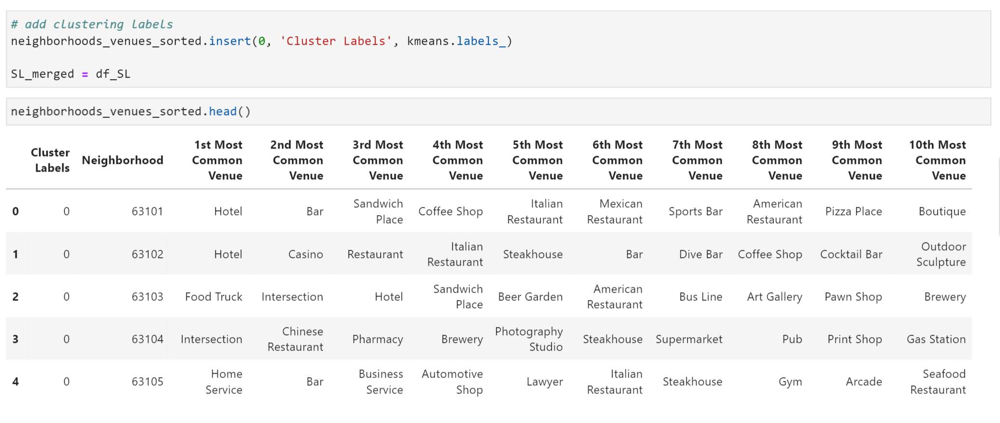 # add clustering labels
neighborhoods_venues_sorted.insert(0, 'Cluster Labels', kmeans.labels_)
SL_merged = df_SL
neighborhoods_venues_sorted.head()
Cluster Labels Neighborhood 1st Most Common Venue 2nd Most Common Venue 3rd Most Common Venue 4th Most Common Venue 5th Most Common Venue 6th Most Common Venue 7th Most Common Venue 8th Most Common Venue 9th Most Common Venue 10th Most Common Venue
0 0 63101 Hotel Bar Sandwich Place Coffee Shop Italian Restaurant Mexican Restaurant Sports Bar American Restaurant Pizza Place Boutique
1 0 63102 Hotel Casino Restaurant Italian Restaurant Steakhouse Bar Dive Bar Coffee Shop Cocktail Bar Outdoor Sculpture
2 0 63103 Food Truck Intersection Hotel Sandwich Place Beer Garden American Restaurant Bus Line Art Gallery Pawn Shop Brewery
3 0 63104 Intersection Chinese Restaurant Pharmacy Brewery Photography Studio Steakhouse Supermarket Pub Print Shop Gas Station
4 0 63105 Home Service Bar Business Service Automotive Shop Lawyer Italian Restaurant Steakhouse Gym Arcade Seafood Restaurant